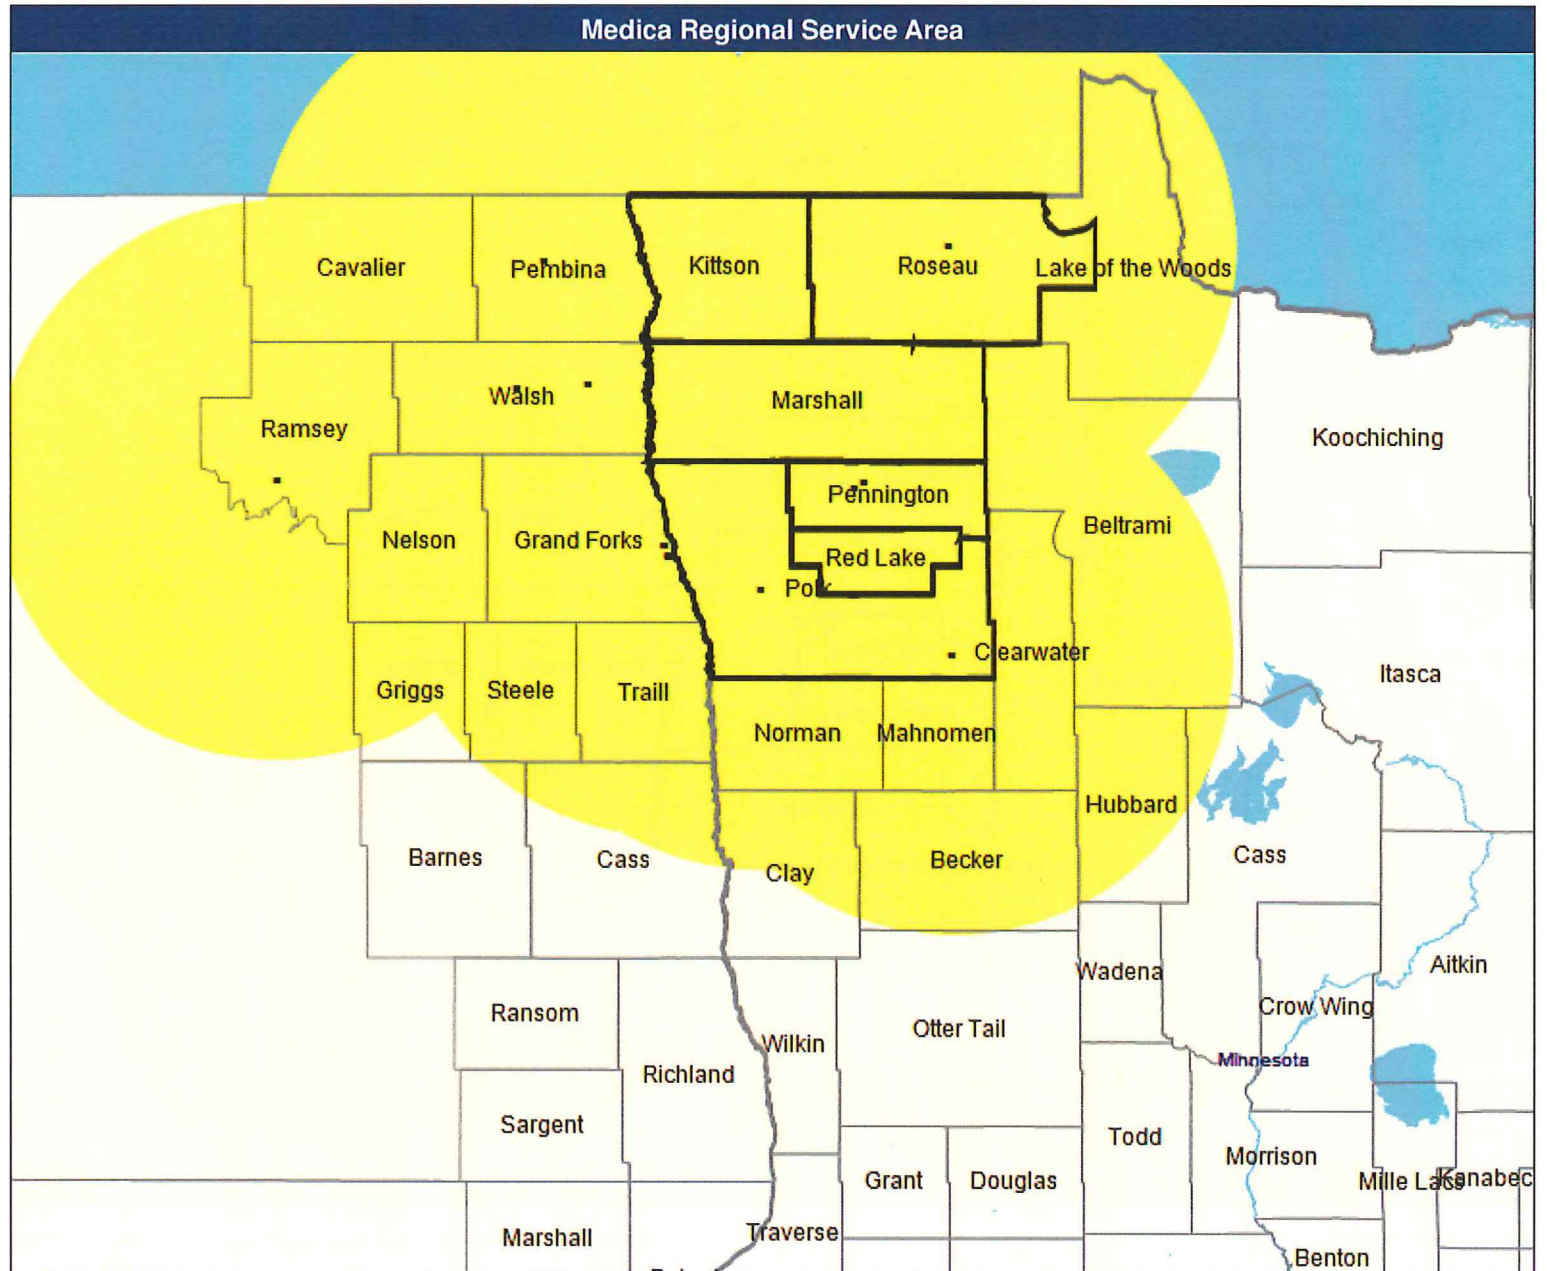 Medica Regional Service Area
Cavalier
Pembina
Kittson
Roseau
Lake of the Woods
Walsh
Marshall
Ramsey
Koochiching
Pennington
Nelson
Grand Forks
Red Lake
Beltrami
Polk
Clearwater
Itasca
Griggs
Steele
Traill
Norman
Mahnomen
Hubbard
Barnes
Cass
Clay
Becker
Cass
Wadena
Aitkin
Crow Wing
Ransom
Otter Tail
Wilkin
Minnesota
Richland
Sargent
Todd
Morrison
Grant
Douglas
Mille Lacs
Kanabec
Marshall
Traverse
Benton